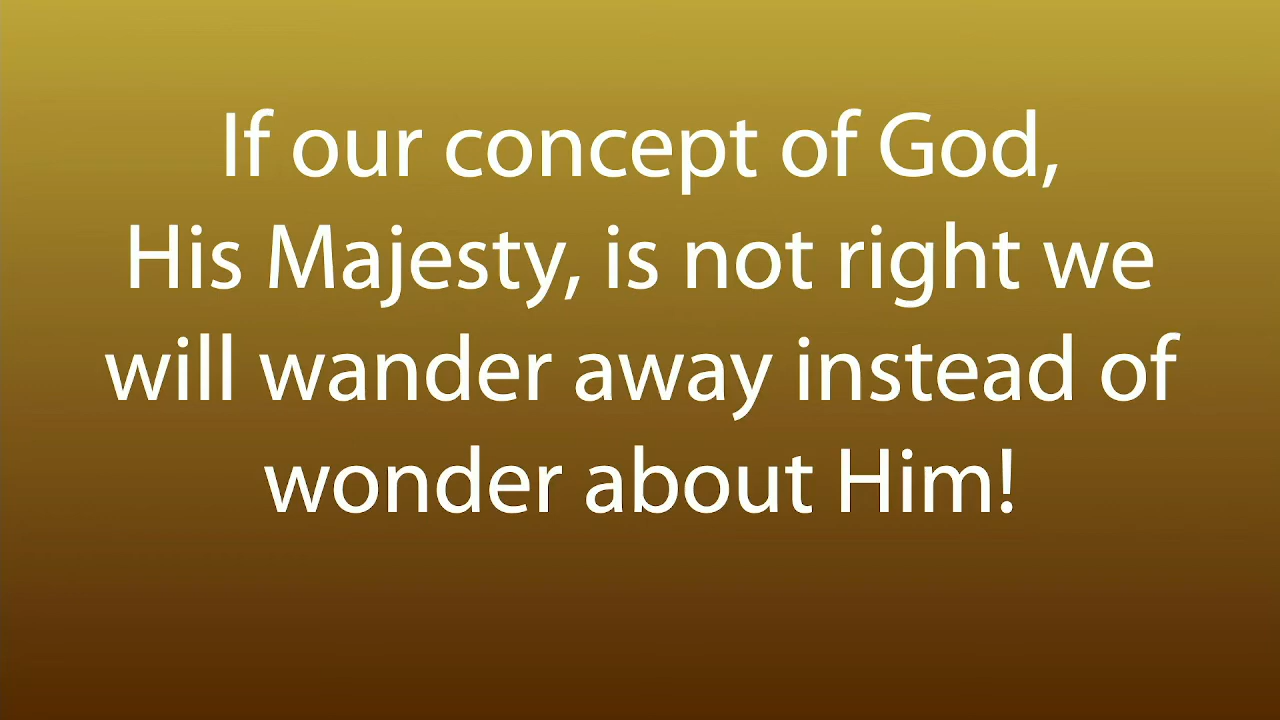 If our concept of God,
His Majesty, is not right we
will wander away instead of
wonder about Him!